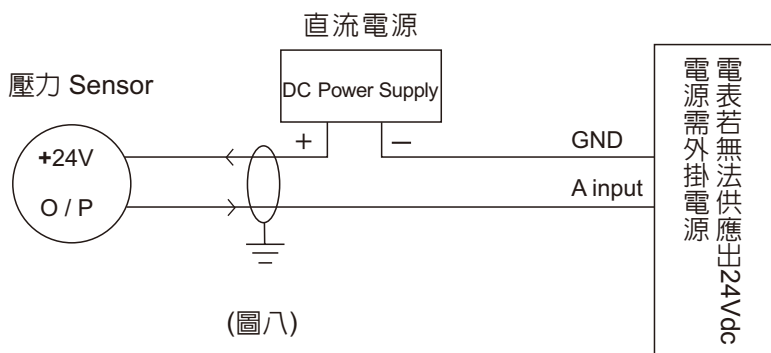 直流電源
DC Power Supply
壓力 Sensor
+ －
+24V
O / P
GND
A input
電表若無法供應出24Vdc
電源需外掛電源
(圖八)